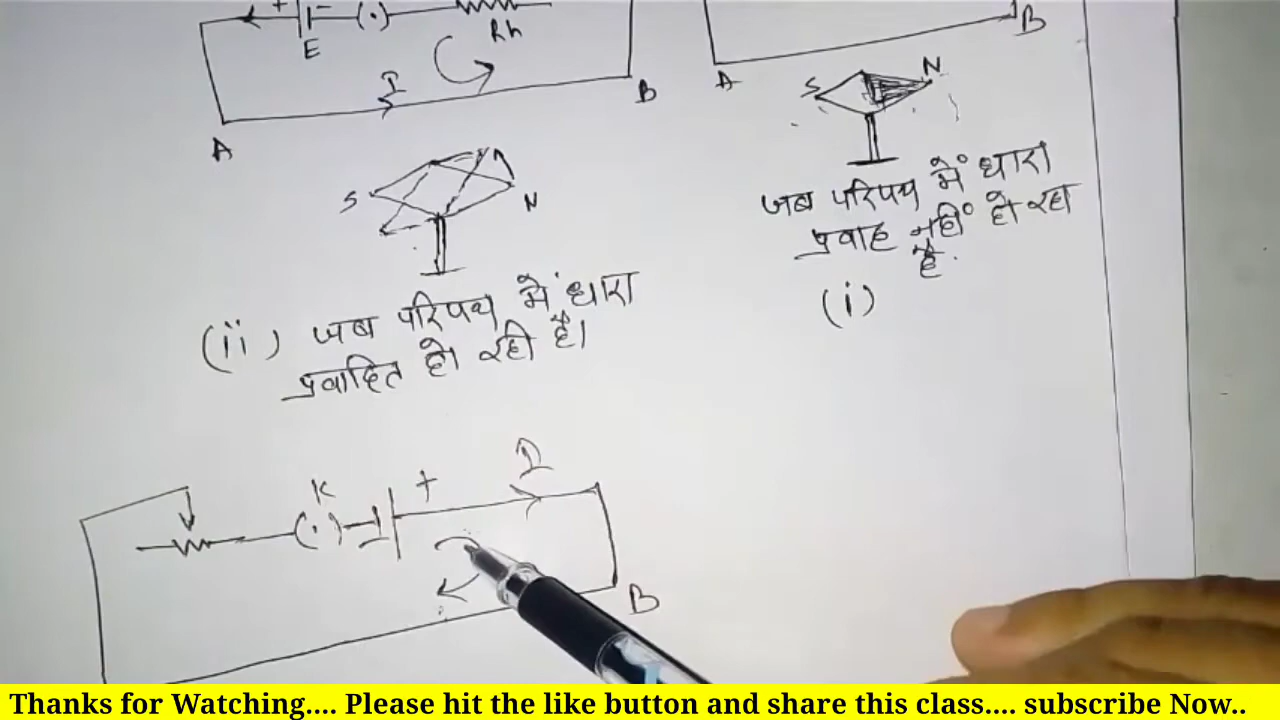 + -
E
Rh
I
A
B
S
N
(ii) जब परिपथ में धारा
प्रवाहित हो रही है।
A
B
S
N
जब परिपथ में धारा
प्रवाह नहीं हो रहा
है.
(i)
K
+
I
B
Thanks for Watching.... Please hit the like button and share this class.... subscribe Now..